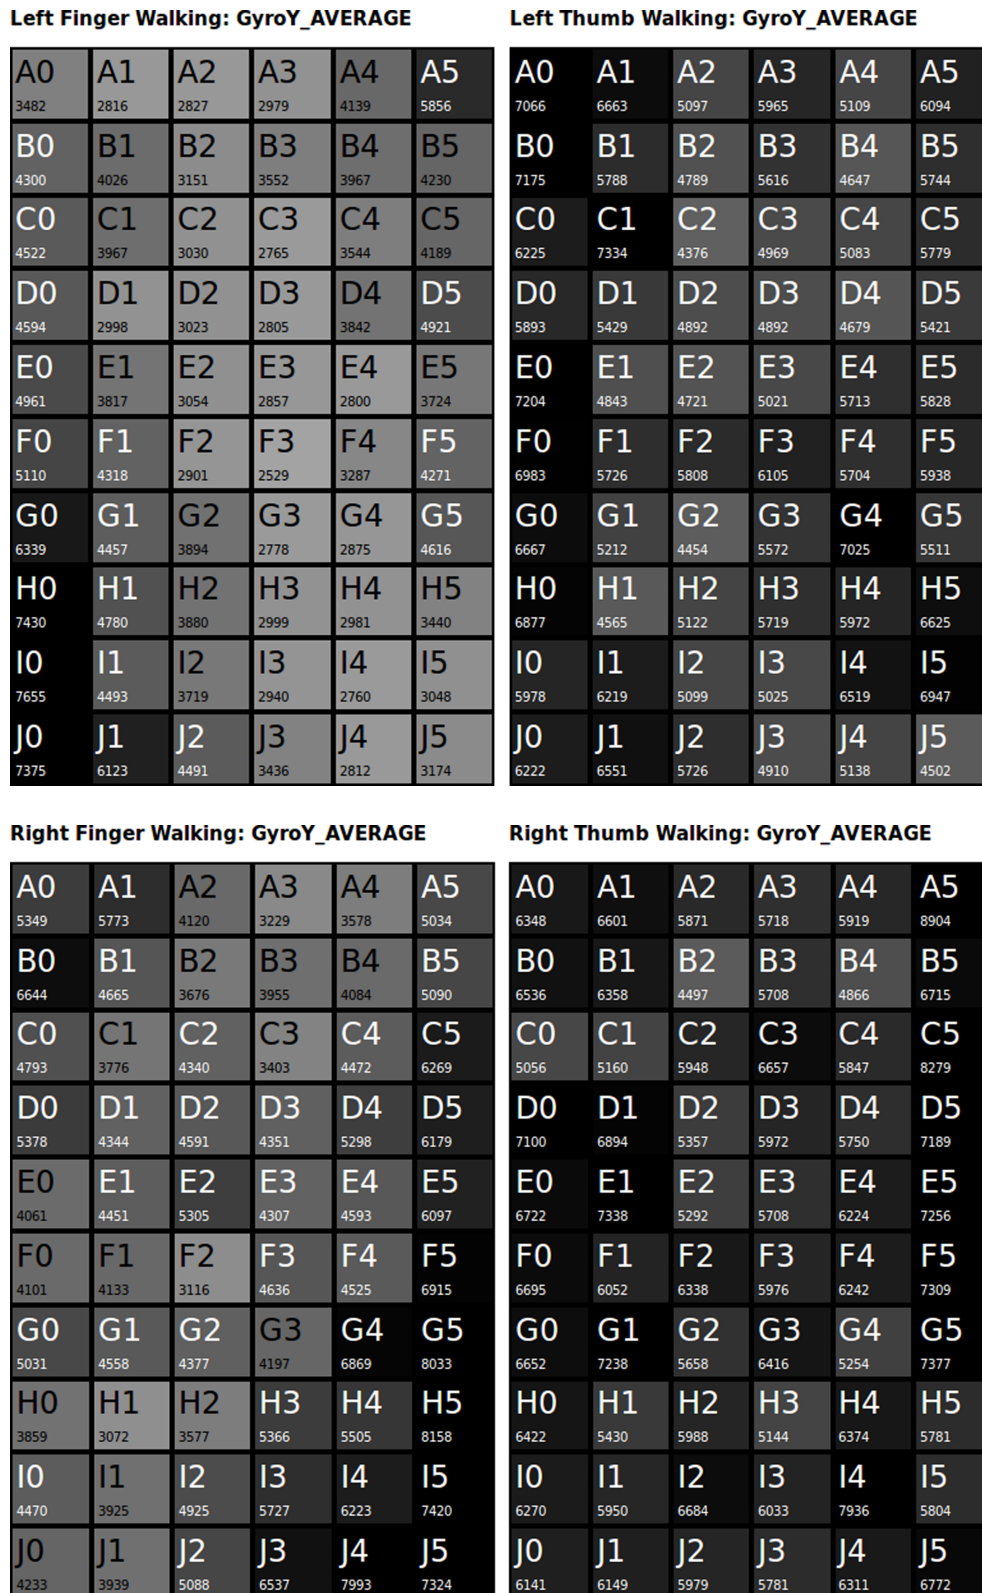 Left Finger Walking: GyroY_AVERAGE
A0 A1 A2 A3 A4 A5
3482 2816 2827 2979 4139 5856
B0 B1 B2 B3 B4 B5
4300 4026 3151 3552 3967 4230
C0 C1 C2 C3 C4 C5
4522 3967 3030 2765 3544 4189
D0 D1 D2 D3 D4 D5
4594 2998 3023 2805 3842 4921
E0 E1 E2 E3 E4 E5
4961 3817 3054 2857 2800 3724
F0 F1 F2 F3 F4 F5
5110 4318 2901 2529 3287 4271
G0 G1 G2 G3 G4 G5
6339 4457 3894 2778 2875 4616
H0 H1 H2 H3 H4 H5
7430 4780 3880 2999 2981 3440
I0 I1 I2 I3 I4 I5
7655 4493 3719 2940 2760 3048
J0 J1 J2 J3 J4 J5
7375 6123 4491 3436 2812 3174
Left Thumb Walking: GyroY_AVERAGE
A0 A1 A2 A3 A4 A5
7066 6663 5097 5965 5109 6094
B0 B1 B2 B3 B4 B5
7175 5788 4789 5616 4647 5744
C0 C1 C2 C3 C4 C5
6225 7334 4376 4969 5083 5779
D0 D1 D2 D3 D4 D5
5893 5429 4892 4892 4679 5421
E0 E1 E2 E3 E4 E5
7204 4843 4721 5021 5713 5828
F0 F1 F2 F3 F4 F5
6983 5726 5808 6105 5704 5938
G0 G1 G2 G3 G4 G5
6667 5212 4454 5572 7025 5511
H0 H1 H2 H3 H4 H5
6877 4565 5122 5719 5972 6625
I0 I1 I2 I3 I4 I5
5978 6219 5099 5025 6519 6947
J0 J1 J2 J3 J4 J5
6222 6551 5726 4910 5138 4502
Right Finger Walking: GyroY_AVERAGE
A0 A1 A2 A3 A4 A5
5349 5773 4120 3229 3578 5034
B0 B1 B2 B3 B4 B5
6644 4665 3676 3955 4084 5090
C0 C1 C2 C3 C4 C5
4793 3776 4340 3403 4472 6269
D0 D1 D2 D3 D4 D5
5378 4344 4591 4351 5298 6179
E0 E1 E2 E3 E4 E5
4061 4451 5305 4307 4593 6097
F0 F1 F2 F3 F4 F5
4101 4133 3116 4636 4525 6915
G0 G1 G2 G3 G4 G5
5031 4558 4377 4197 6869 8033
H0 H1 H2 H3 H4 H5
3859 3072 3577 5366 5505 8158
I0 I1 I2 I3 I4 I5
4470 3925 4925 5727 6223 7420
J0 J1 J2 J3 J4 J5
4233 3939 5088 6537 7993 7324
Right Thumb Walking: GyroY_AVERAGE
A0 A1 A2 A3 A4 A5
6348 6601 5871 5718 5919 8904
B0 B1 B2 B3 B4 B5
6536 6358 4497 5708 4866 6715
C0 C1 C2 C3 C4 C5
5056 5160 5948 6657 5847 8279
D0 D1 D2 D3 D4 D5
7100 6894 5357 5972 5750 7189
E0 E1 E2 E3 E4 E5
6722 7338 5292 5708 6224 7256
F0 F1 F2 F3 F4 F5
6695 6052 6338 5976 6242 7309
G0 G1 G2 G3 G4 G5
6652 7238 5658 6416 5254 7377
H0 H1 H2 H3 H4 H5
6422 5430 5988 5144 6374 5781
I0 I1 I2 I3 I4 I5
6270 5950 6684 6033 7936 5804
J0 J1 J2 J3 J4 J5
6141 6149 5979 5781 6311 6772